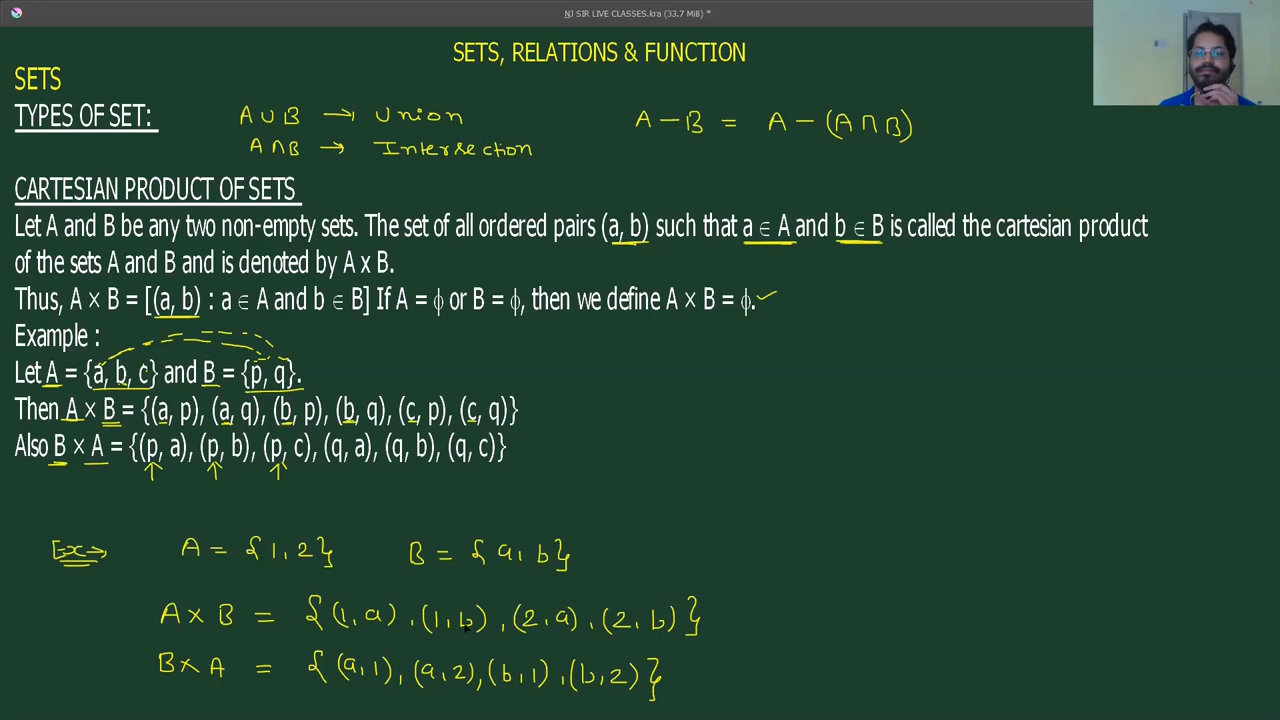 NJ SIR LIVE CLASSES.kra (33.7 MiB) *
SETS, RELATIONS & FUNCTION
SETS
TYPES OF SET:
A ∪ B → Union
A ∩ B → Intersection
A − B = A − (A ∩ B)
CARTESIAN PRODUCT OF SETS
Let A and B be any two non-empty sets. The set of all ordered pairs (a, b) such that a ∈ A and b ∈ B is called the cartesian product
of the sets A and B and is denoted by A x B.
Thus, A × B = [(a, b) : a ∈ A and b ∈ B] If A = ϕ or B = ϕ, then we define A × B = ϕ. ✓
Example :
Let A = {a, b, c} and B = {p, q}.
Then A × B = {(a, p), (a, q), (b, p), (b, q), (c, p), (c, q)}
Also B × A = {(p, a), (p, b), (p, c), (q, a), (q, b), (q, c)}
Ex→ A = {1, 2} B = {a, b}
A × B = {(1, a), (1, b), (2, a), (2, b)}
B × A = {(a, 1), (a, 2), (b, 1), (b, 2)}